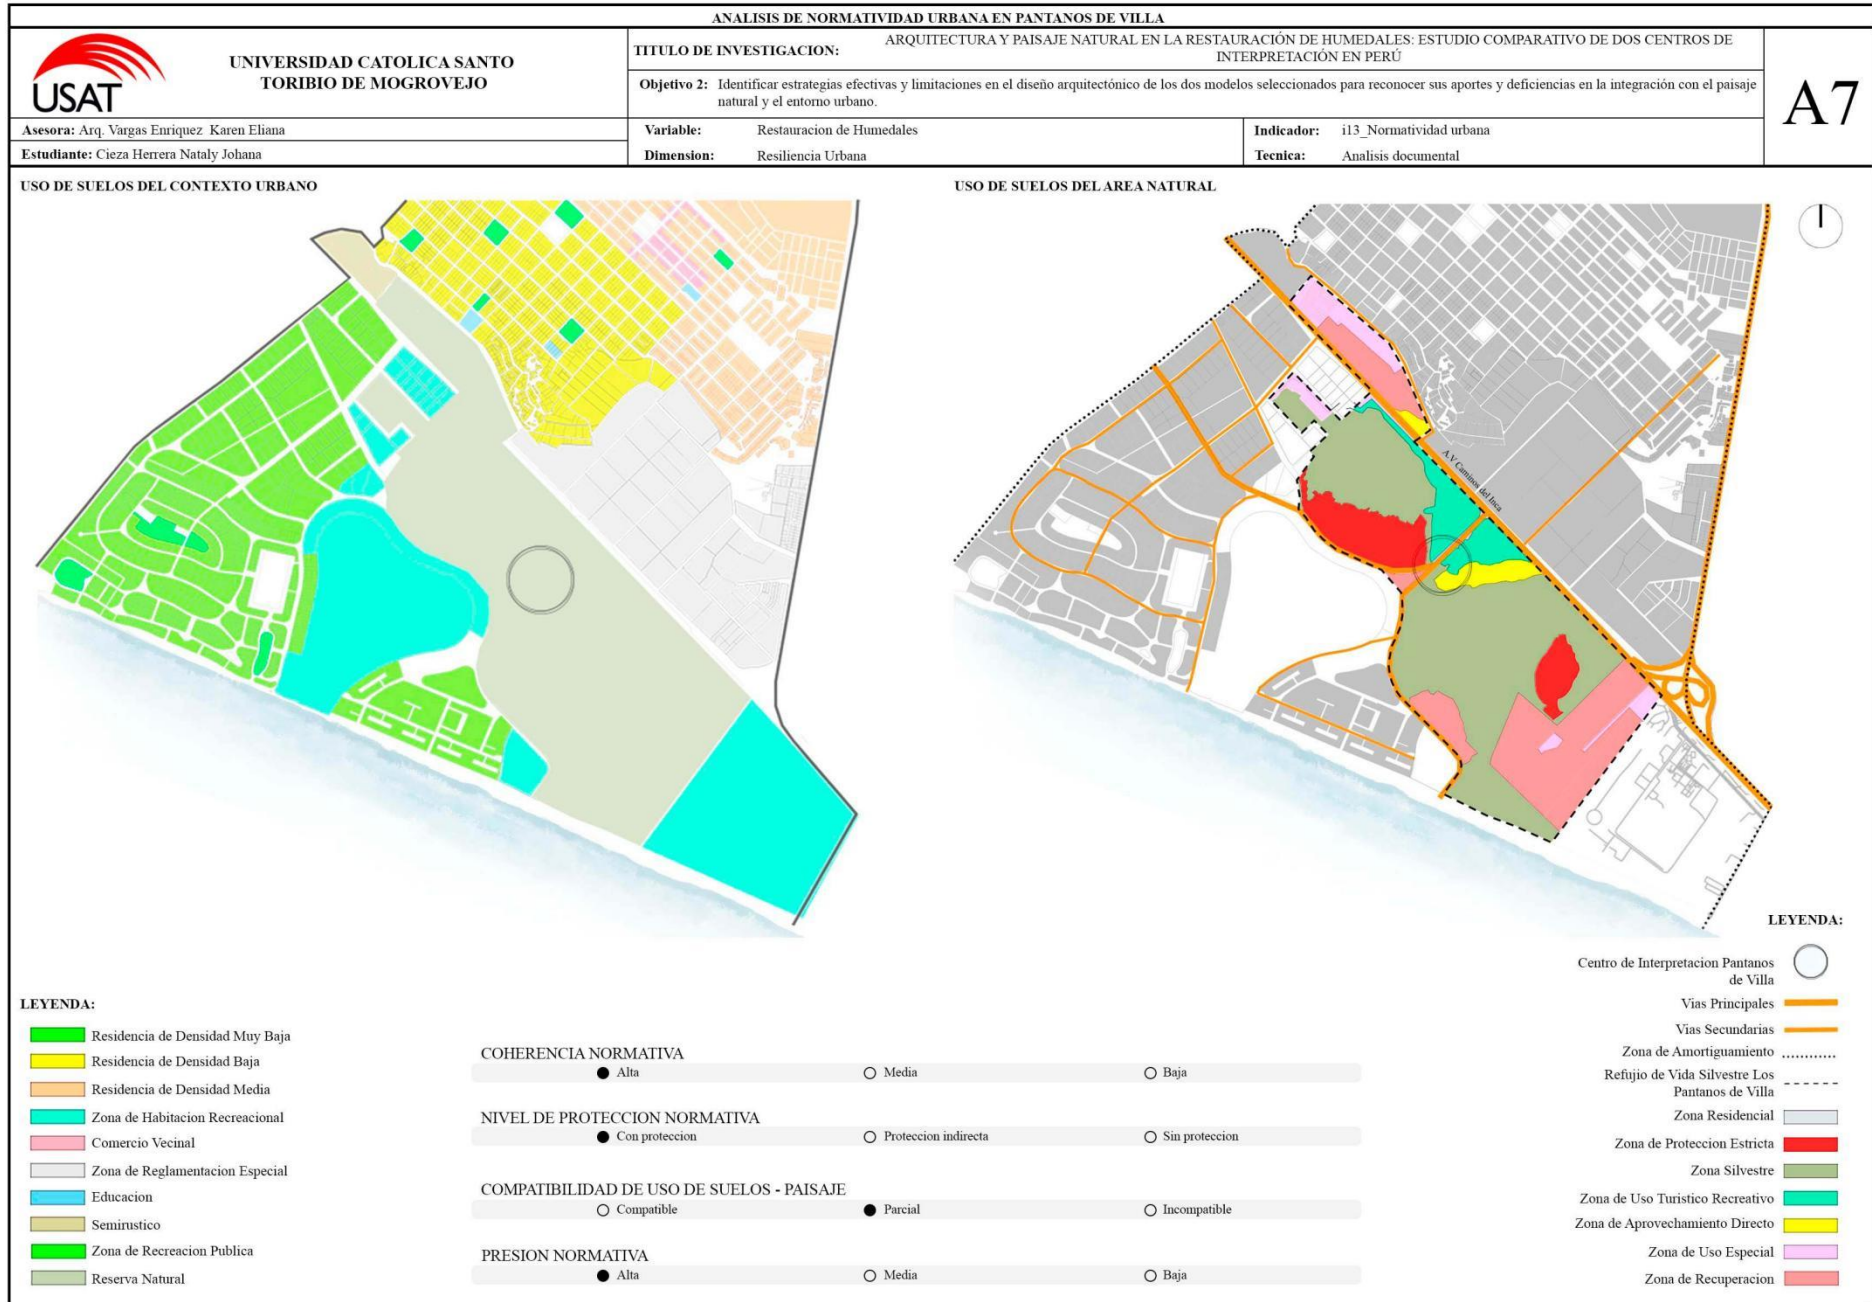 ANALISIS DE NORMATIVIDAD URBANA EN PANTANOS DE VILLA
USAT
UNIVERSIDAD CATOLICA SANTO
TORIBIO DE MOGROVEJO
TITULO DE INVESTIGACION:
ARQUITECTURA Y PAISAJE NATURAL EN LA RESTAURACIÓN DE HUMEDALES: ESTUDIO COMPARATIVO DE DOS CENTROS DE
INTERPRETACIÓN EN PERÚ
Objetivo 2: Identificar estrategias efectivas y limitaciones en el diseño arquitectónico de los dos modelos seleccionados para reconocer sus aportes y deficiencias en la integración con el paisaje
natural y el entorno urbano.
A7
Asesora: Arq. Vargas Enriquez Karen Eliana
Variable: Restauracion de Humedales
Indicador: i13_Normatividad urbana
Estudiante: Cieza Herrera Nataly Johana
Dimension: Resiliencia Urbana
Tecnica: Analisis documental
USO DE SUELOS DEL CONTEXTO URBANO
USO DE SUELOS DEL AREA NATURAL
A.V Caminos del Inca
LEYENDA:
Residencia de Densidad Muy Baja
Residencia de Densidad Baja
Residencia de Densidad Media
Zona de Habitacion Recreacional
Comercio Vecinal
Zona de Reglamentacion Especial
Educacion
Semirustico
Zona de Recreacion Publica
Reserva Natural
COHERENCIA NORMATIVA
Alta Media Baja
NIVEL DE PROTECCION NORMATIVA
Con proteccion Proteccion indirecta Sin proteccion
COMPATIBILIDAD DE USO DE SUELOS - PAISAJE
Compatible Parcial Incompatible
PRESION NORMATIVA
Alta Media Baja
LEYENDA:
Centro de Interpretacion Pantanos
de Villa
Vias Principales
Vias Secundarias
Zona de Amortiguamiento
Refujio de Vida Silvestre Los
Pantanos de Villa
Zona Residencial
Zona de Proteccion Estricta
Zona Silvestre
Zona de Uso Turistico Recreativo
Zona de Aprovechamiento Directo
Zona de Uso Especial
Zona de Recuperacion